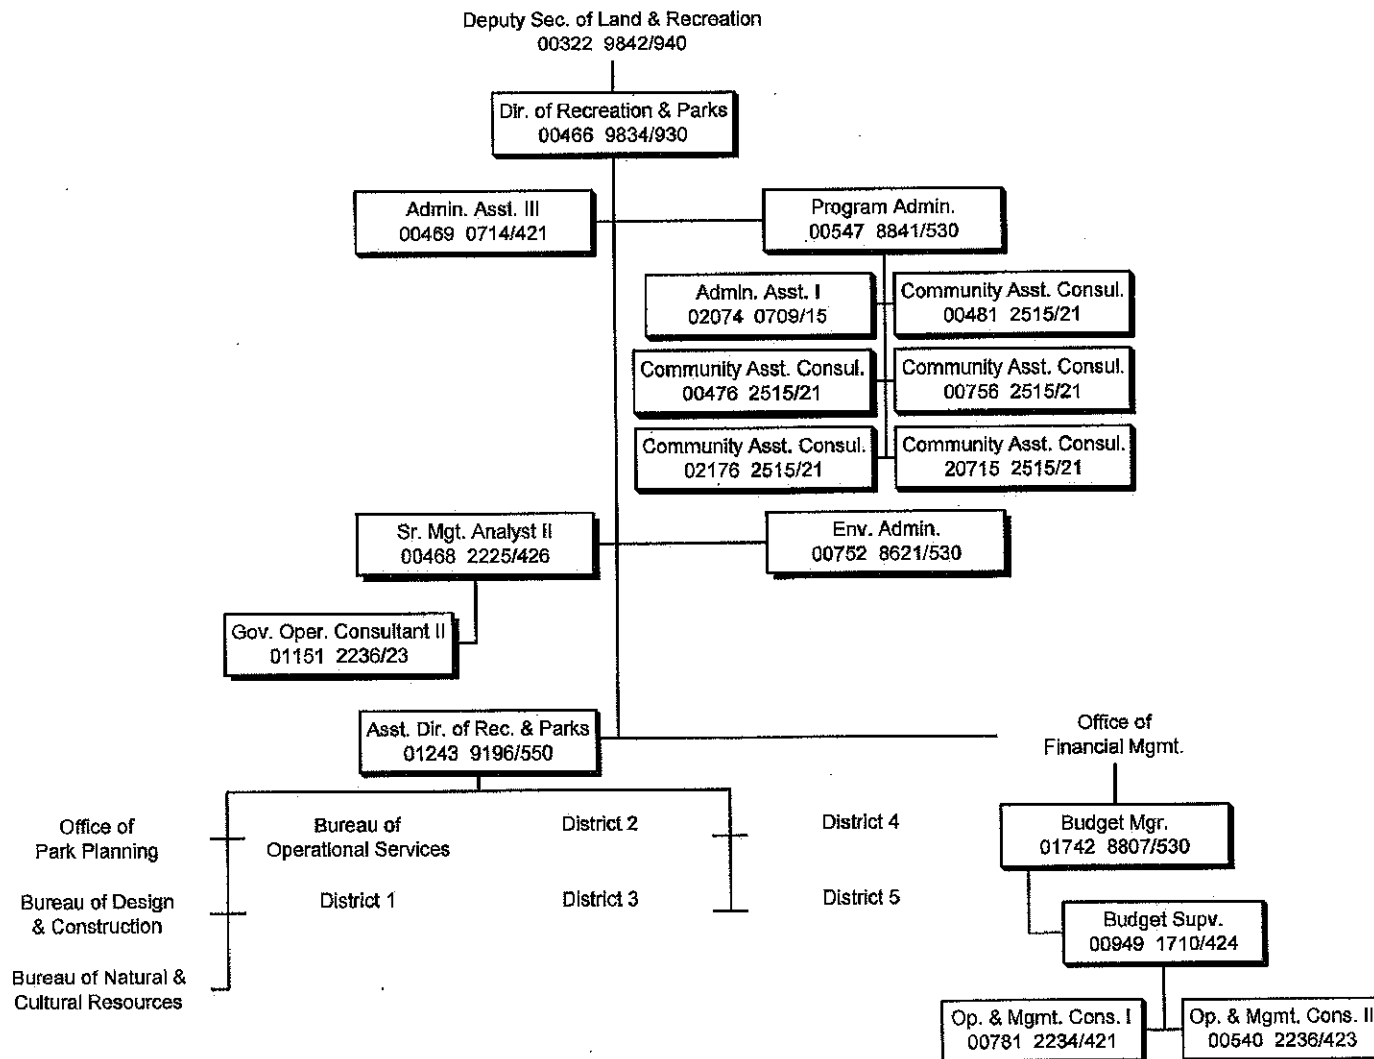 Deputy Sec. of Land & Recreation
00322 9842/940
Dir. of Recreation & Parks
00466 9834/930
Admin. Asst. III
00469 0714/421
Program Admin.
00547 8841/530
Admin. Asst. I
02074 0709/15
Community Asst. Consul.
00481 2515/21
Community Asst. Consul.
00476 2515/21
Community Asst. Consul.
00756 2515/21
Community Asst. Consul.
02176 2515/21
Community Asst. Consul.
20715 2515/21
Sr. Mgt. Analyst II
00468 2225/426
Env. Admin.
00752 8621/530
Gov. Oper. Consultant II
01151 2236/23
Asst. Dir. of Rec. & Parks
01243 9196/550
Office of
Financial Mgmt.
Office of
Park Planning
Bureau of
Operational Services
District 2
District 4
Budget Mgr.
01742 8807/530
Bureau of Design
& Construction
District 1
District 3
District 5
Budget Supv.
00949 1710/424
Bureau of Natural &
Cultural Resources
Op. & Mgmt. Cons. I
00781 2234/421
Op. & Mgmt. Cons. II
00540 2236/423